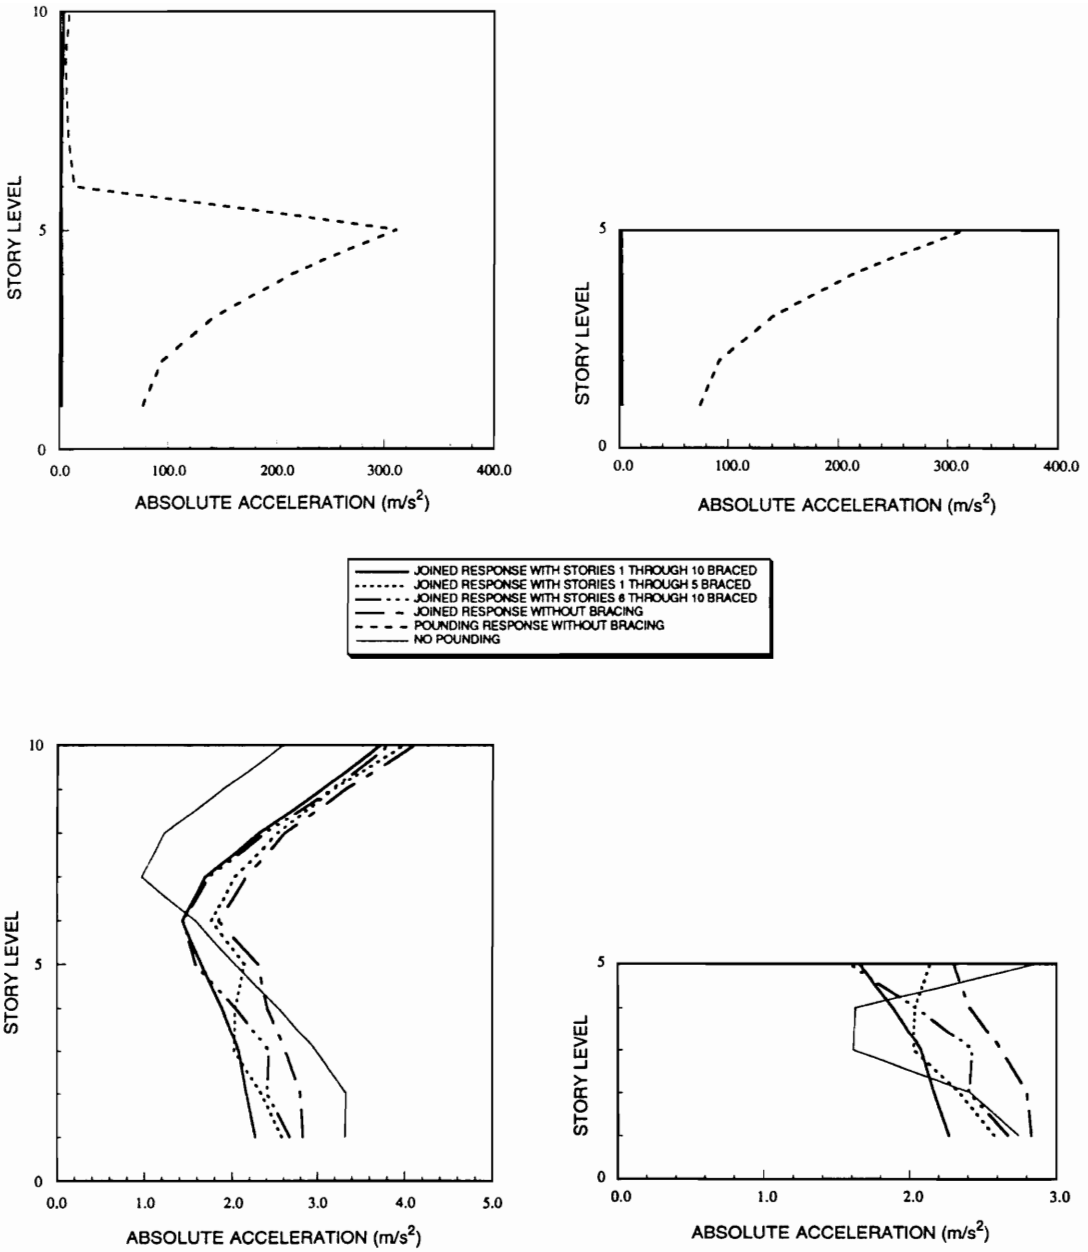 10
5
0
STORY LEVEL
0.0 100.0 200.0 300.0 400.0
ABSOLUTE ACCELERATION (m/s²)
5
0
STORY LEVEL
0.0 100.0 200.0 300.0 400.0
ABSOLUTE ACCELERATION (m/s²)
JOINED RESPONSE WITH STORIES 1 THROUGH 10 BRACED
JOINED RESPONSE WITH STORIES 1 THROUGH 5 BRACED
JOINED RESPONSE WITH STORIES 6 THROUGH 10 BRACED
JOINED RESPONSE WITHOUT BRACING
POUNDING RESPONSE WITHOUT BRACING
NO POUNDING
10
5
0
STORY LEVEL
0.0 1.0 2.0 3.0 4.0 5.0
ABSOLUTE ACCELERATION (m/s²)
5
0
STORY LEVEL
0.0 1.0 2.0 3.0
ABSOLUTE ACCELERATION (m/s²)